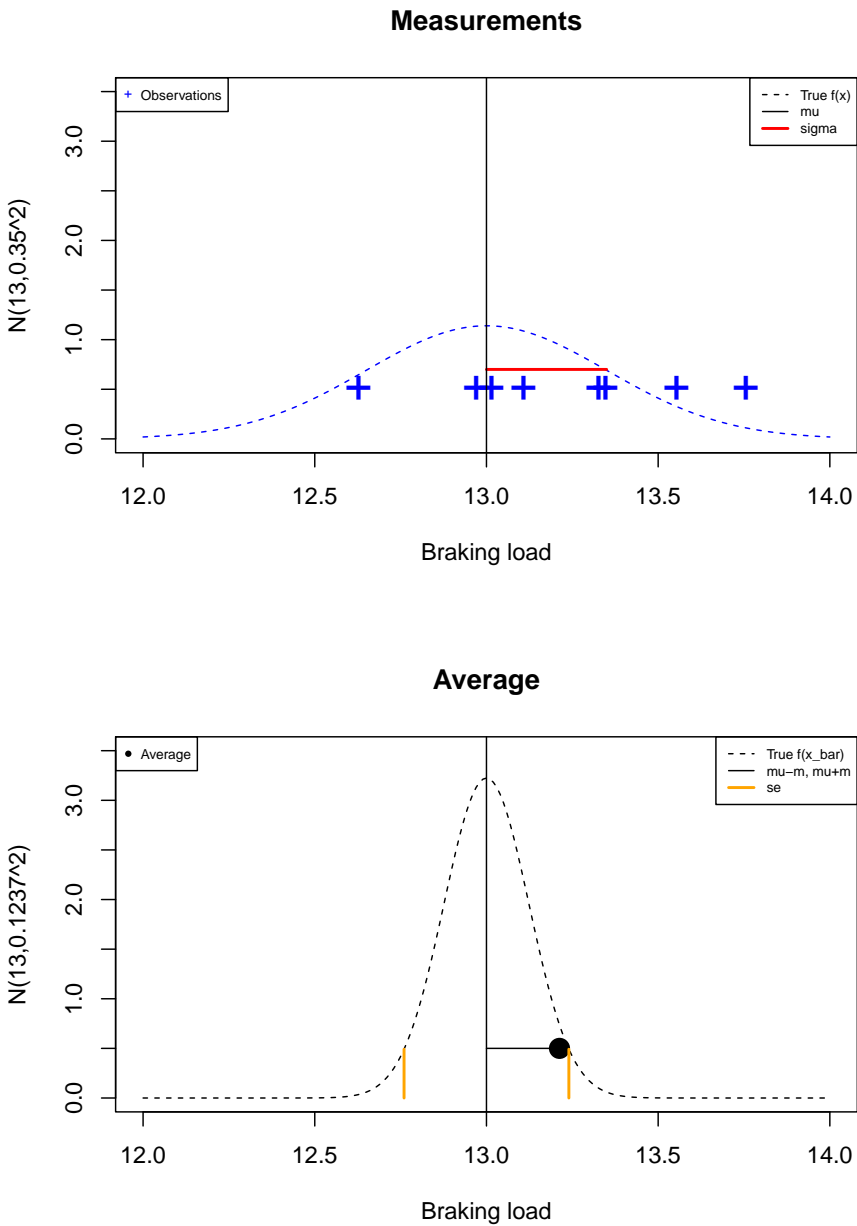 Measurements
Observations
True f(x)
mu
sigma
N(13,0.35^2)
0.0 1.0 2.0 3.0
12.0 12.5 13.0 13.5 14.0
Braking load
Average
Average
True f(x_bar)
mu−m, mu+m
se
N(13,0.1237^2)
0.0 1.0 2.0 3.0
12.0 12.5 13.0 13.5 14.0
Braking load